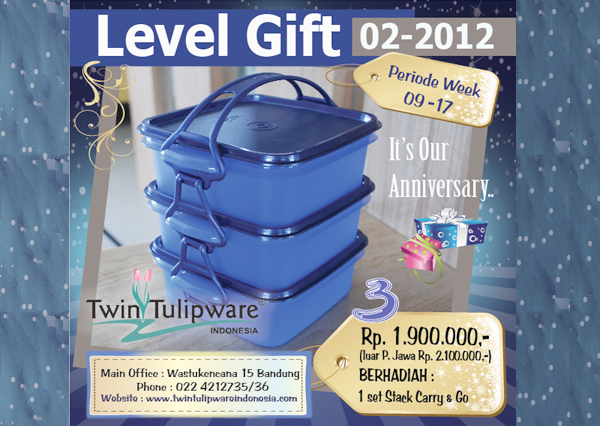 Level Gift 02-2012
Periode Week
09 -17
It's Our
Anniversary..
Twin Tulipware
INDONESIA
3
Rp. 1.900.000,-
(luar P. Jawa Rp. 2.100.000,-)
BERHADIAH :
1 set Stack Carry & Go
Main Office : Wastukencana 15 Bandung
Phone : 022 4212735/36
Website : www.twintulipwareindonesia.com